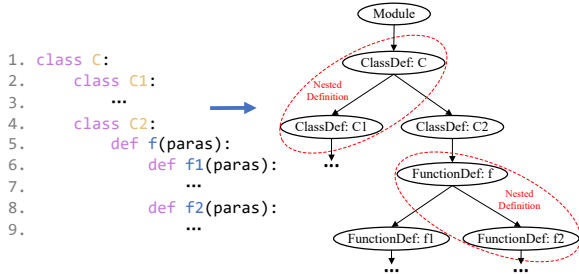 1. class C:
2. class C1:
3. ...
4. class C2:
5. def f(paras):
6. def f1(paras):
7. ...
8. def f2(paras):
9. ...
Module
ClassDef: C
Nested
Definition
ClassDef: C1
ClassDef: C2
...
FunctionDef: f
Nested
Definition
FunctionDef: f1
FunctionDef: f2
...
...